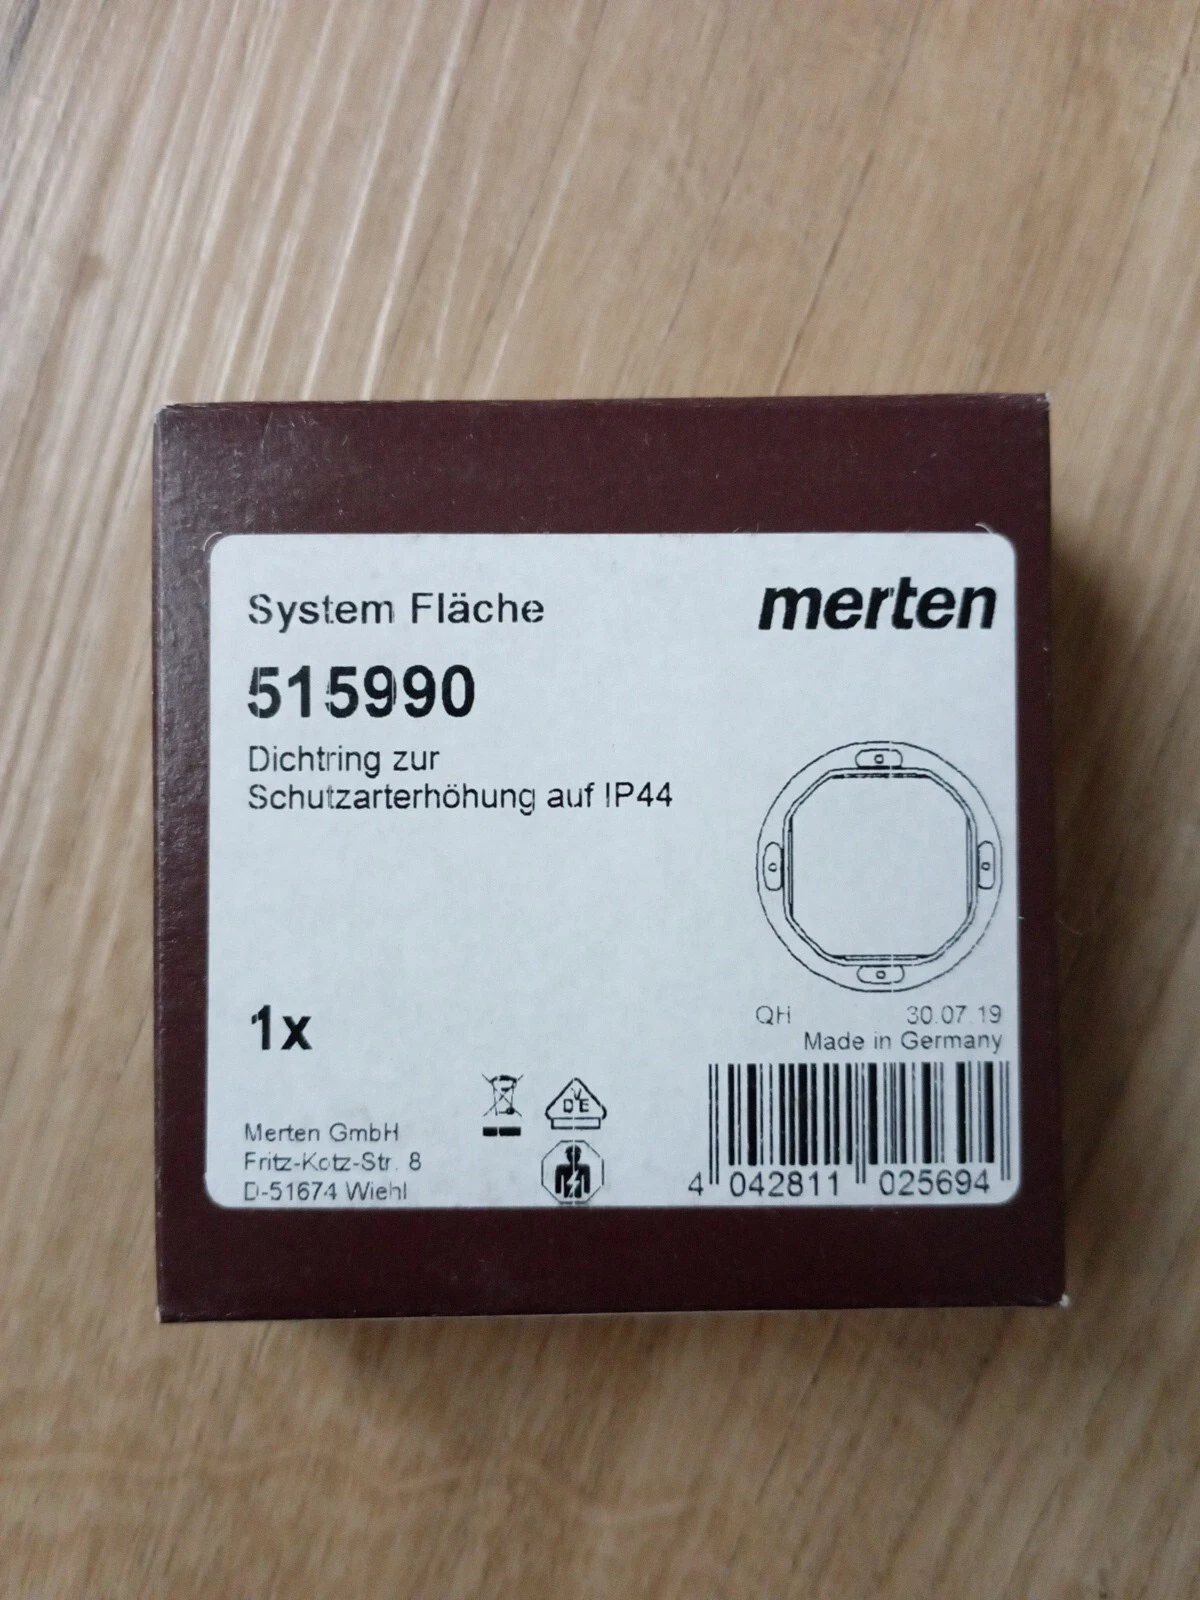 System Fläche
merten
515990
Dichtring zur
Schutzarterhöhung auf IP44
1x
QH 30.07.19
Made in Germany
Merten GmbH
Fritz-Kotz-Str. 8
D-51674 Wiehl
VDE
4 042811 025694